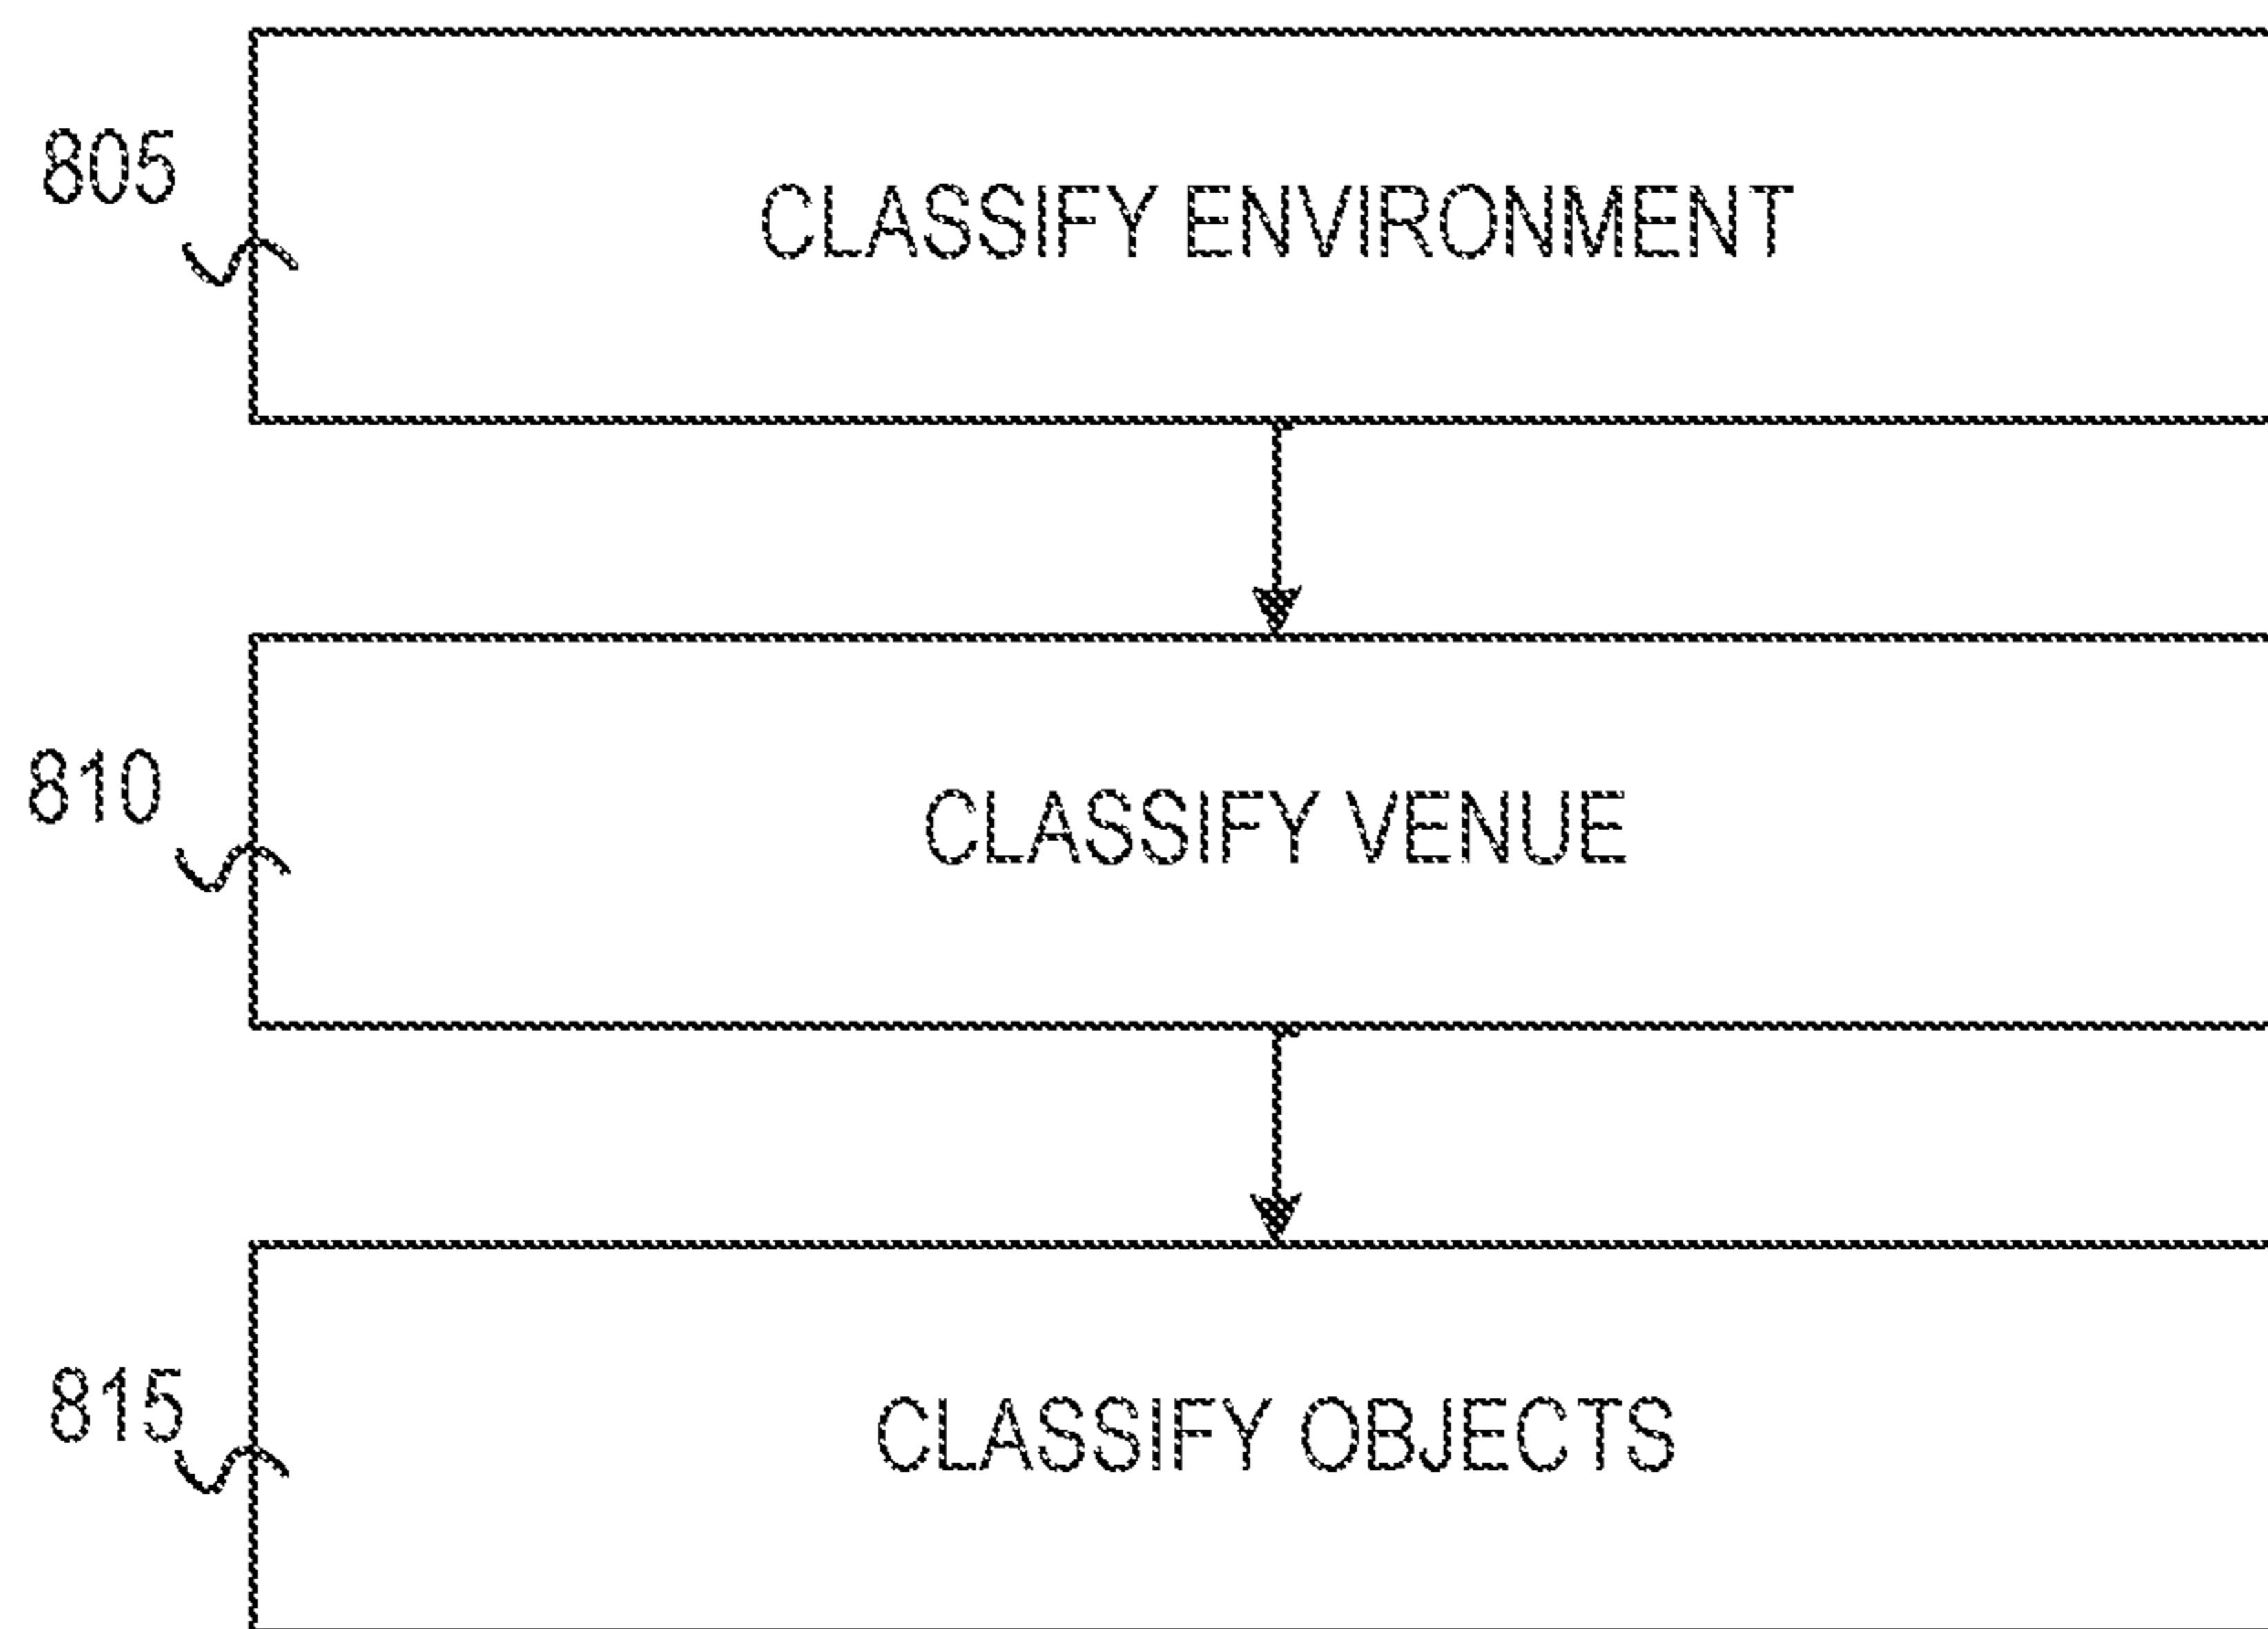 805
CLASSIFY ENVIRONMENT
810
CLASSIFY VENUE
815
CLASSIFY OBJECTS